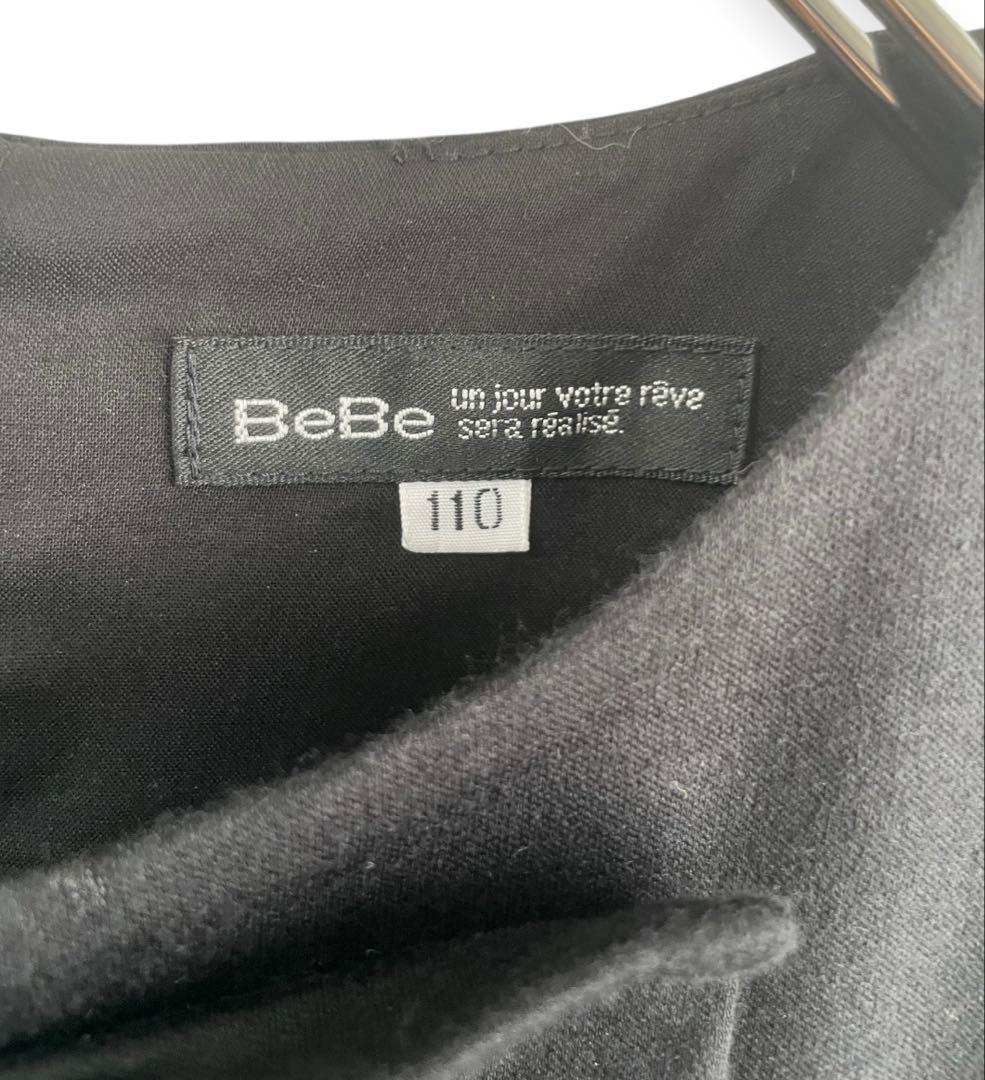 BeBe
un jour votre rêve
sera réalisé.
110